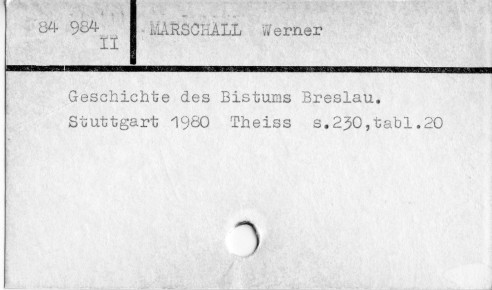 84 984 MARSCHALL Werner
II
Geschichte des Bistums Breslau.
Stuttgart 1980 Theiss s.230,tabl.20